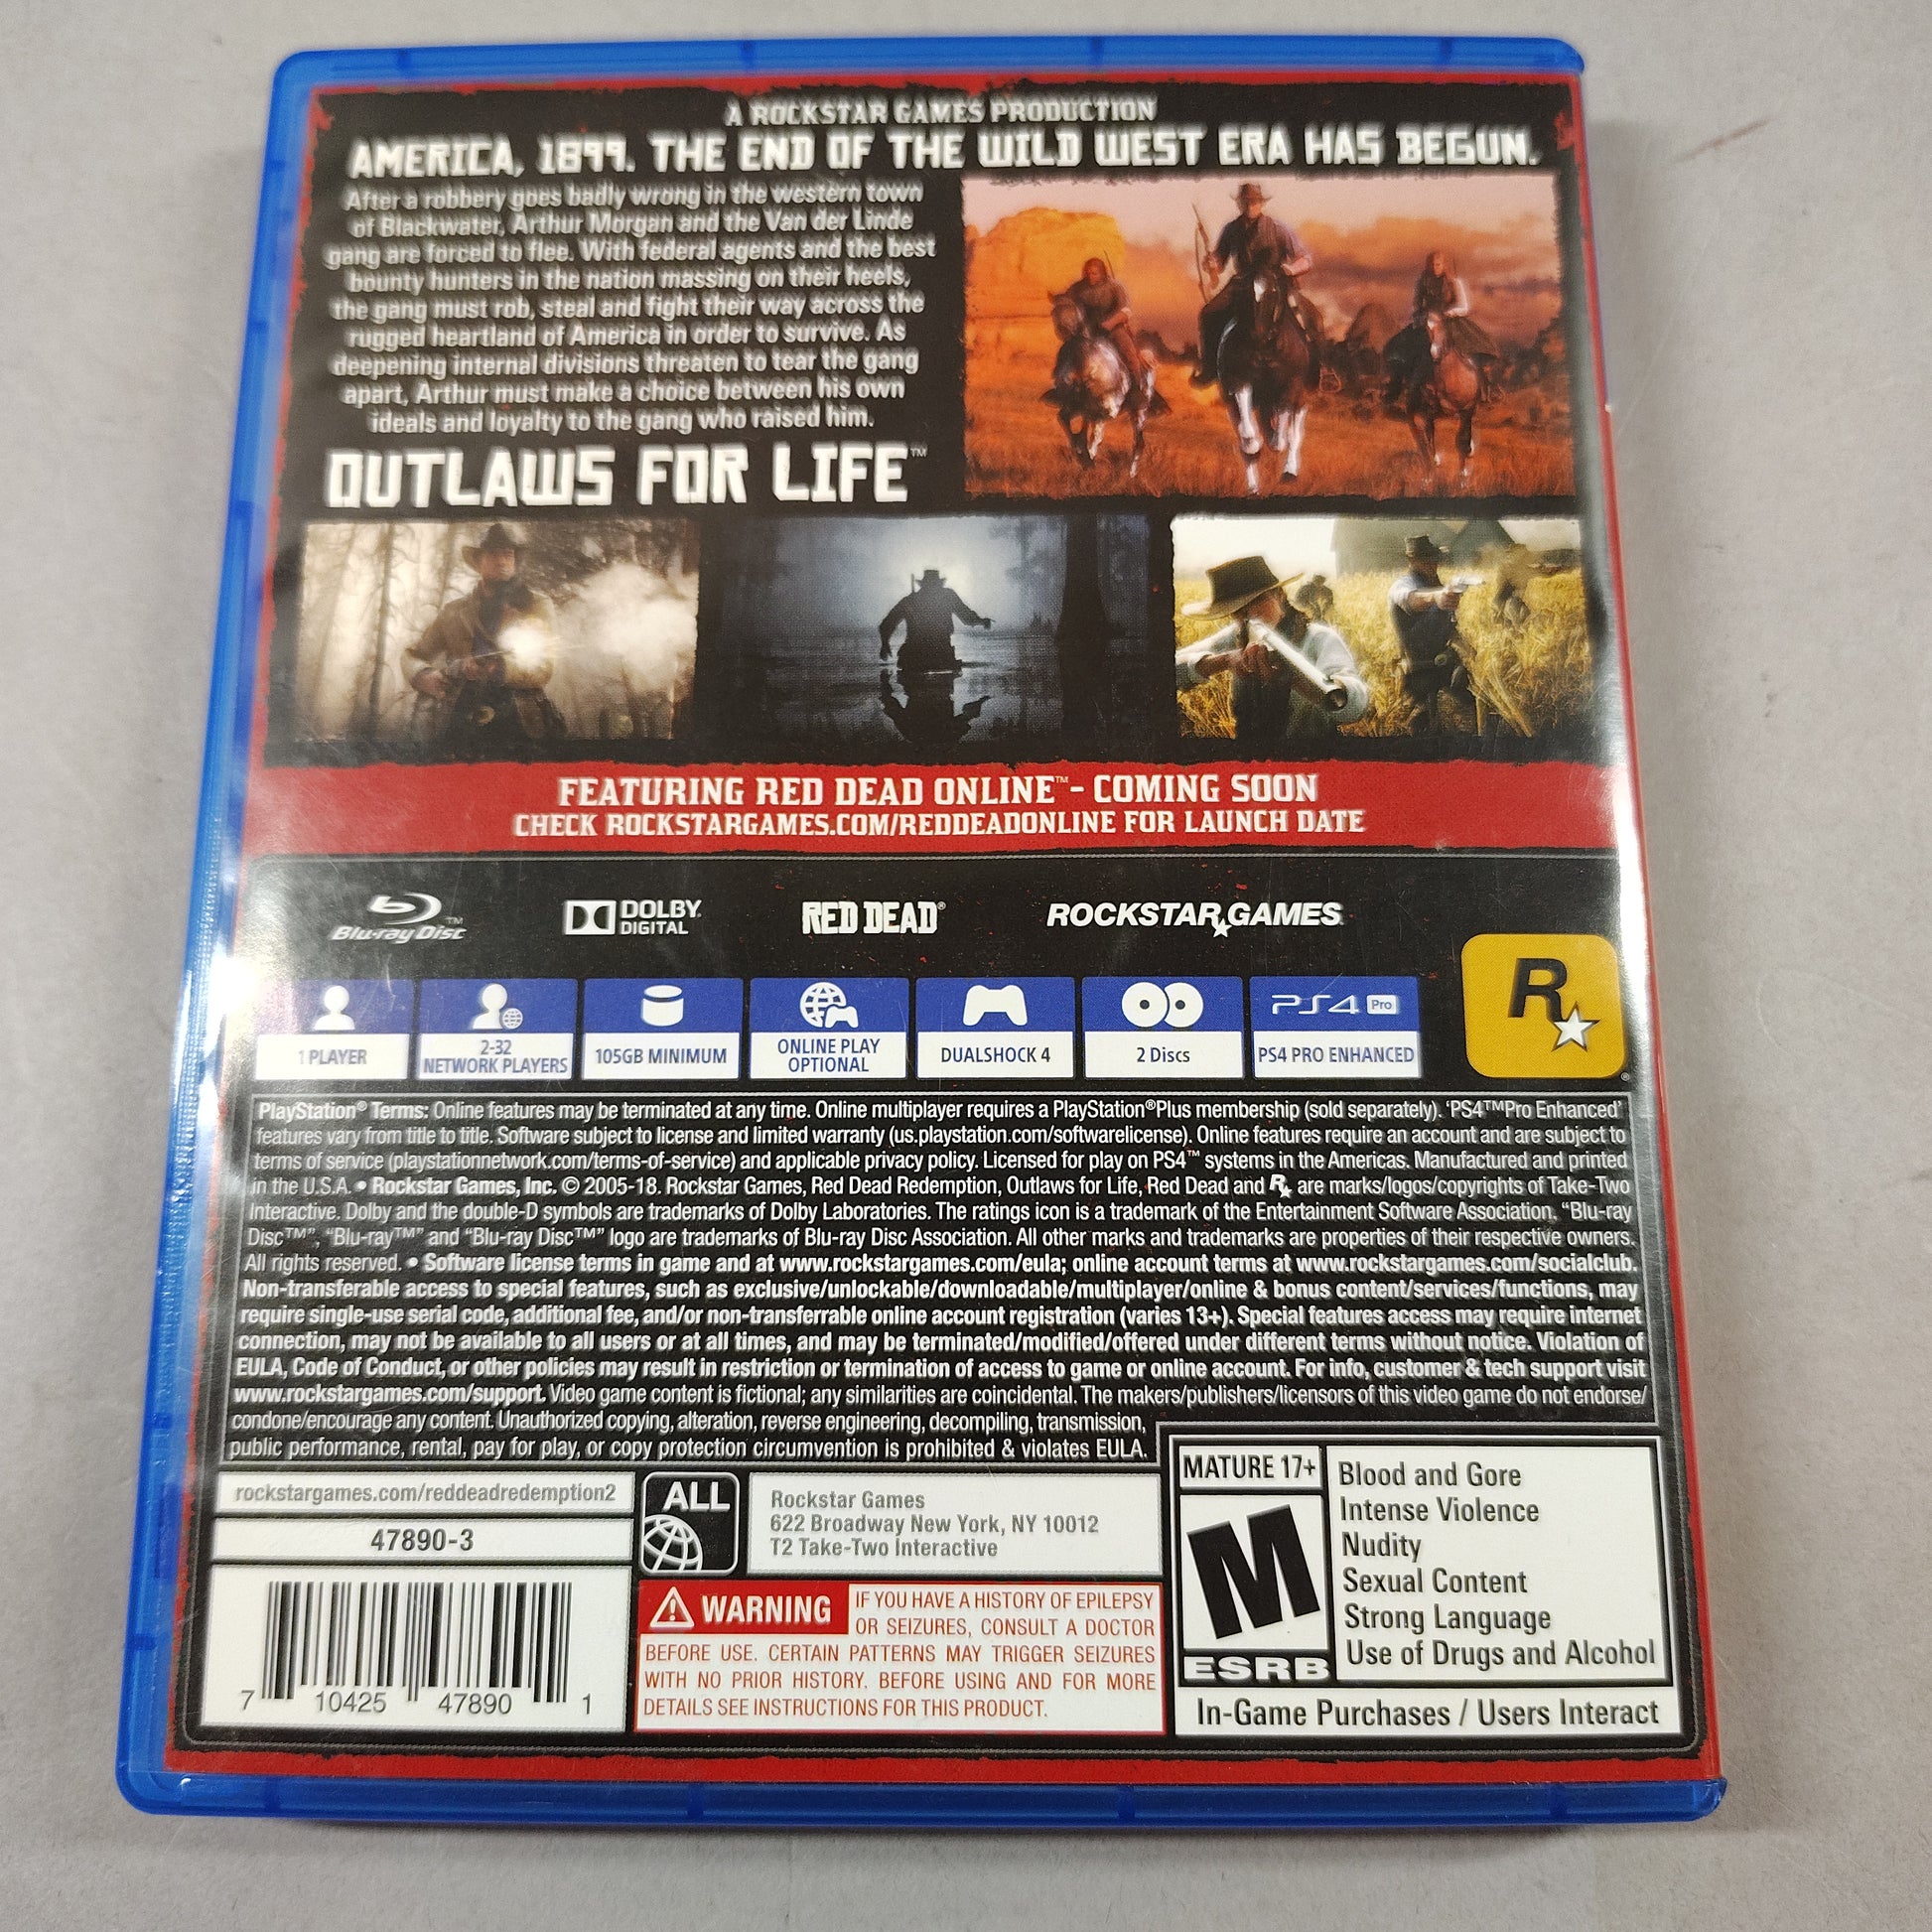 A ROCKSTAR GAMES PRODUCTION
AMERICA, 1899. THE END OF THE WILD WEST ERA HAS BEGUN.
After a robbery goes badly wrong in the western town
of Blackwater, Arthur Morgan and the Van der Linde
gang are forced to flee. With federal agents and the best
bounty hunters in the nation massing on their heels,
the gang must rob, steal and fight their way across the
rugged heartland of America in order to survive. As
deepening internal divisions threaten to tear the gang
apart, Arthur must make a choice between his own
ideals and loyalty to the gang who raised him.
OUTLAWS FOR LIFE™
FEATURING RED DEAD ONLINE™ - COMING SOON
CHECK ROCKSTARGAMES.COM/REDDEADONLINE FOR LAUNCH DATE
Blu-ray Disc™
DOLBY
DIGITAL
RED DEAD®
ROCKSTAR GAMES
R
PS4 Pro
1 PLAYER
2-32
NETWORK PLAYERS
105GB MINIMUM
ONLINE PLAY
OPTIONAL
DUALSHOCK 4
2 Discs
PS4 PRO ENHANCED
PlayStation® Terms: Online features may be terminated at any time. Online multiplayer requires a PlayStation®Plus membership (sold separately). 'PS4™Pro Enhanced'
features vary from title to title. Software subject to license and limited warranty (us.playstation.com/softwarelicense). Online features require an account and are subject to
terms of service (playstationnetwork.com/terms-of-service) and applicable privacy policy. Licensed for play on PS4™ systems in the Americas. Manufactured and printed
in the U.S.A. • Rockstar Games, Inc. © 2005-18. Rockstar Games, Red Dead Redemption, Outlaws for Life, Red Dead and R are marks/logos/copyrights of Take-Two
Interactive. Dolby and the double-D symbols are trademarks of Dolby Laboratories. The ratings icon is a trademark of the Entertainment Software Association. "Blu-ray
Disc™", "Blu-ray™" and "Blu-ray Disc™" logo are trademarks of Blu-ray Disc Association. All other marks and trademarks are properties of their respective owners.
All rights reserved. • Software license terms in game and at www.rockstargames.com/eula; online account terms at www.rockstargames.com/socialclub.
Non-transferable access to special features, such as exclusive/unlockable/downloadable/multiplayer/online & bonus content/services/functions, may
require single-use serial code, additional fee, and/or non-transferrable online account registration (varies 13+). Special features access may require internet
connection, may not be available to all users or at all times, and may be terminated/modified/offered under different terms without notice. Violation of
EULA, Code of Conduct, or other policies may result in restriction or termination of access to game or online account. For info, customer & tech support visit
www.rockstargames.com/support. Video game content is fictional; any similarities are coincidental. The makers/publishers/licensors of this video game do not endorse/
condone/encourage any content. Unauthorized copying, alteration, reverse engineering, decompiling, transmission,
public performance, rental, pay for play, or copy protection circumvention is prohibited & violates EULA.
rockstargames.com/reddeadredemption2
47890-3
7 10425 47890 1
ALL
Rockstar Games
622 Broadway New York, NY 10012
T2 Take-Two Interactive
WARNING IF YOU HAVE A HISTORY OF EPILEPSY
OR SEIZURES, CONSULT A DOCTOR
BEFORE USE. CERTAIN PATTERNS MAY TRIGGER SEIZURES
WITH NO PRIOR HISTORY. BEFORE USING AND FOR MORE
DETAILS SEE INSTRUCTIONS FOR THIS PRODUCT.
MATURE 17+
M
ESRB
Blood and Gore
Intense Violence
Nudity
Sexual Content
Strong Language
Use of Drugs and Alcohol
In-Game Purchases / Users Interact